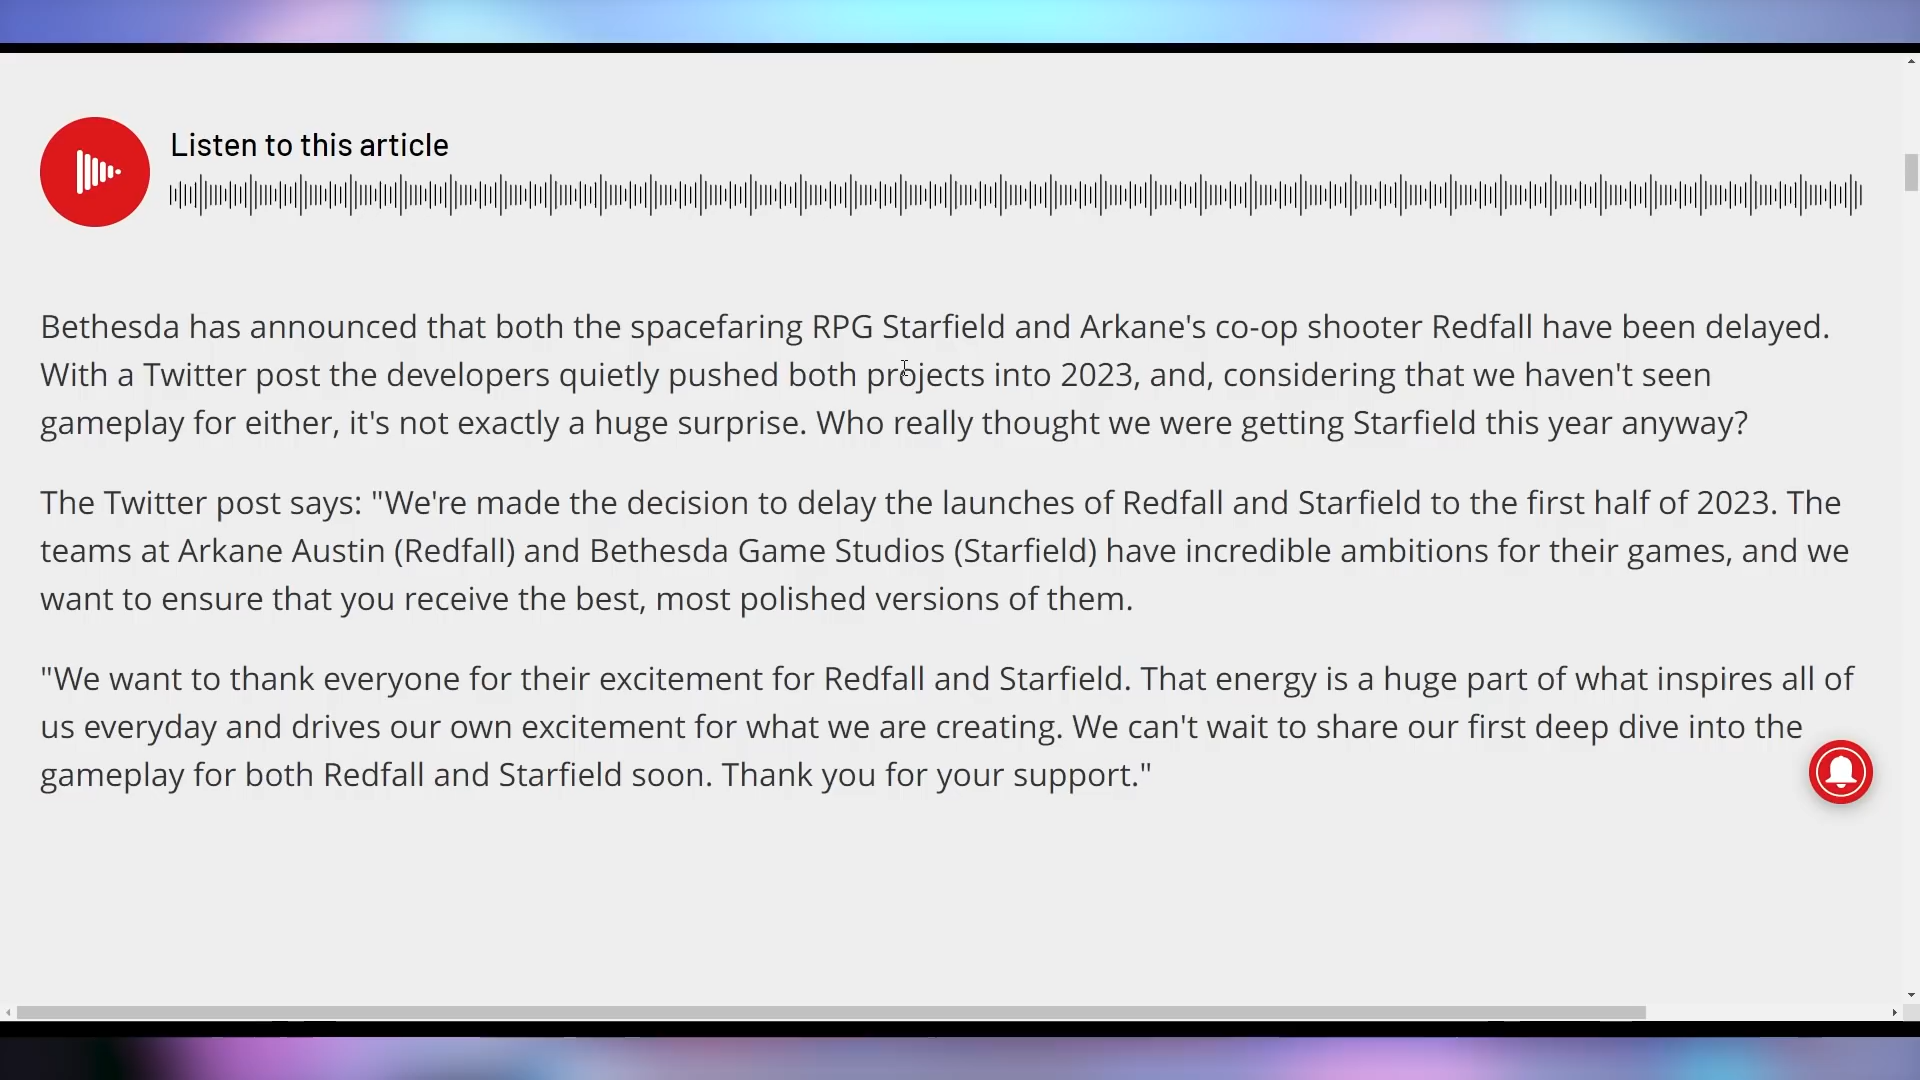 Listen to this article
Bethesda has announced that both the spacefaring RPG Starfield and Arkane's co-op shooter Redfall have been delayed.
With a Twitter post the developers quietly pushed both projects into 2023, and, considering that we haven't seen
gameplay for either, it's not exactly a huge surprise. Who really thought we were getting Starfield this year anyway?
The Twitter post says: "We're made the decision to delay the launches of Redfall and Starfield to the first half of 2023. The
teams at Arkane Austin (Redfall) and Bethesda Game Studios (Starfield) have incredible ambitions for their games, and we
want to ensure that you receive the best, most polished versions of them.
"We want to thank everyone for their excitement for Redfall and Starfield. That energy is a huge part of what inspires all of
us everyday and drives our own excitement for what we are creating. We can't wait to share our first deep dive into the
gameplay for both Redfall and Starfield soon. Thank you for your support."